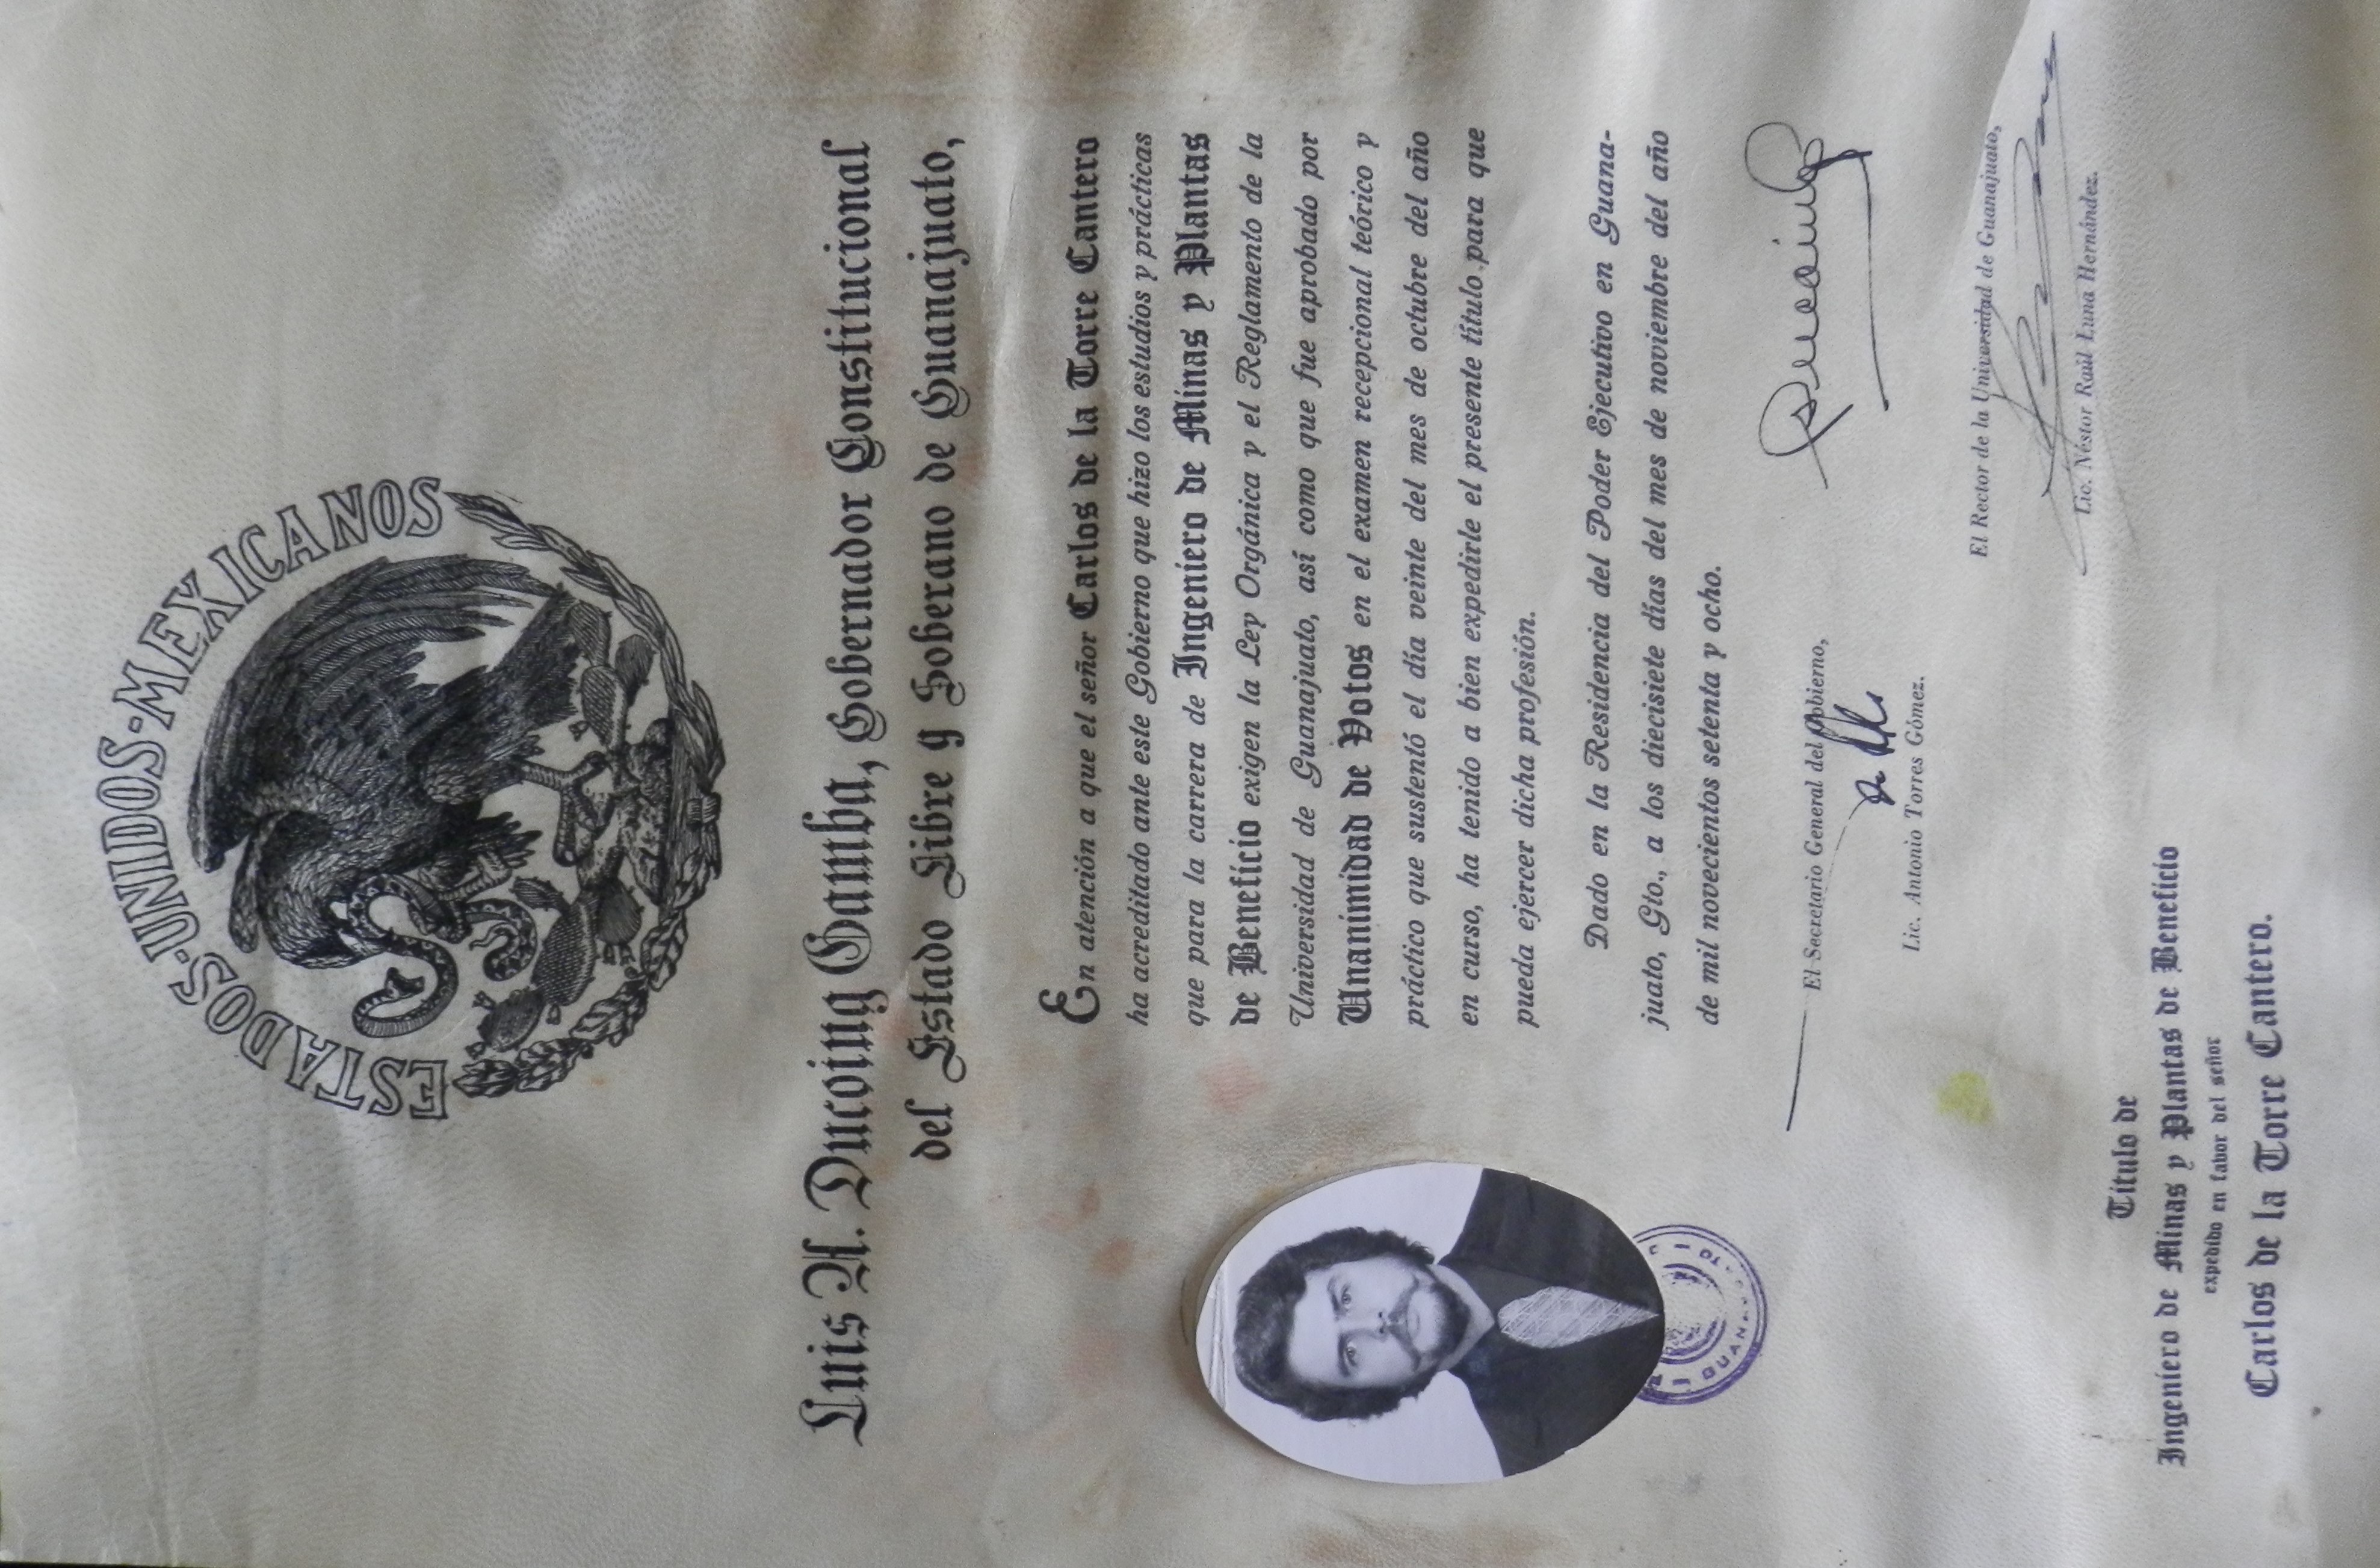 ESTADOS-UNIDOS-MEXICANOS
Luis H. Ducoing Gamba, Gobernador Constitucional
del Estado Libre y Soberano de Guanajuato,
En atención a que el señor Carlos de la Torre Cantero
ha acreditado ante este Gobierno que hizo los estudios y prácticas
que para la carrera de Ingeniero de Minas y Plantas
de Beneficio exigen la Ley Orgánica y el Reglamento de la
Universidad de Guanajuato, así como que fue aprobado por
Unanimidad de Votos en el examen recepcional teórico y
práctico que sustentó el día veinte del mes de octubre del año
en curso, ha tenido a bien expedirle el presente título para que
pueda ejercer dicha profesión.
Dado en la Residencia del Poder Ejecutivo en Guana-
juato, Gto., a los diecisiete días del mes de noviembre del año
de mil novecientos setenta y ocho.
El Secretario General del Gobierno,
Lic. Antonio Torres Gómez.
El Rector de la Universidad de Guanajuato,
Lic. Néstor Raúl Luna Hernández.
Título de
Ingeniero de Minas y Plantas de Beneficio
expedido en favor del señor
Carlos de la Torre Cantero.